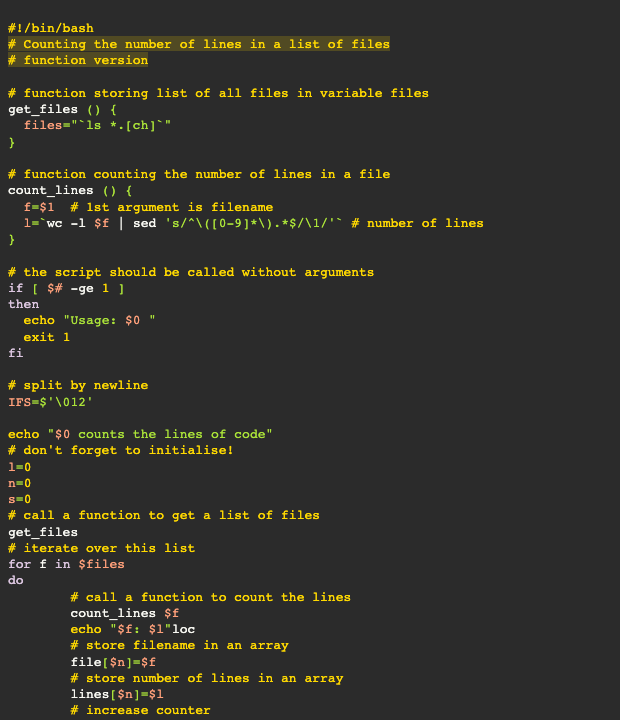 #!/bin/bash
# Counting the number of lines in a list of files
# function version
# function storing list of all files in variable files
get_files () {
files="`ls *.[ch]`"
}
# function counting the number of lines in a file
count_lines () {
f=$1 # 1st argument is filename
l=`wc -l $f | sed 's/^\([0-9]*\).*$/\1/'` # number of lines
}
# the script should be called without arguments
if [ $# -ge 1 ]
then
echo "Usage: $0 "
exit 1
fi
# split by newline
IFS=$'\012'
echo "$0 counts the lines of code"
# don't forget to initialise!
l=0
n=0
s=0
# call a function to get a list of files
get_files
# iterate over this list
for f in $files
do
# call a function to count the lines
count_lines $f
echo "$f: $l"loc
# store filename in an array
file[$n]=$f
# store number of lines in an array
lines[$n]=$l
# increase counter